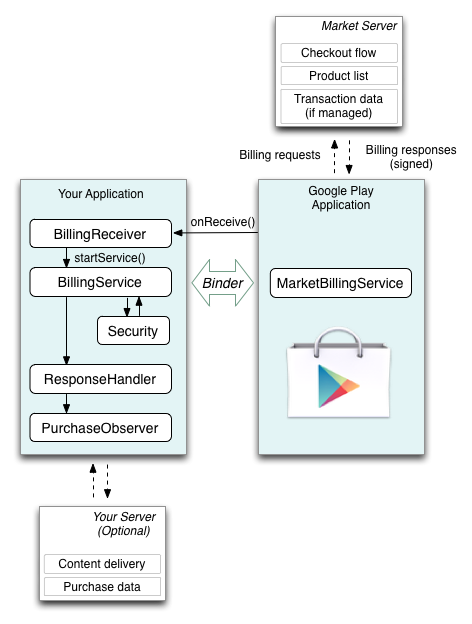 Market Server
Checkout flow
Product list
Transaction data
(if managed)
Billing requests
Billing responses
(signed)
Your Application
Google Play
Application
BillingReceiver
onReceive()
startService()
BillingService
Binder
MarketBillingService
Security
ResponseHandler
PurchaseObserver
Your Server
(Optional)
Content delivery
Purchase data